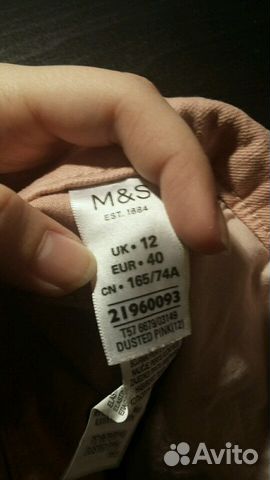 M&S
EST. 1884
UK • 12
EUR • 40
CN • 165/74A
21960093
T57 6679/0314S
DUSTED PINK(12)
Avito